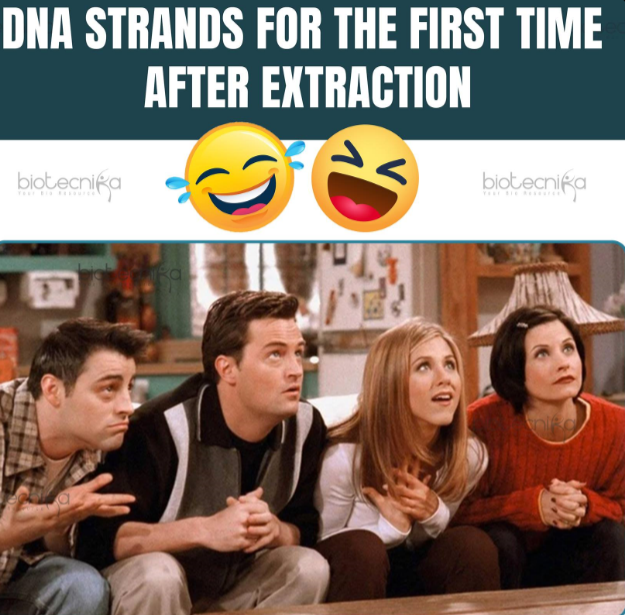 DNA STRANDS FOR THE FIRST TIME
AFTER EXTRACTION
biotecnika
Your Bio Resource
biotecnika
Your Bio Resource